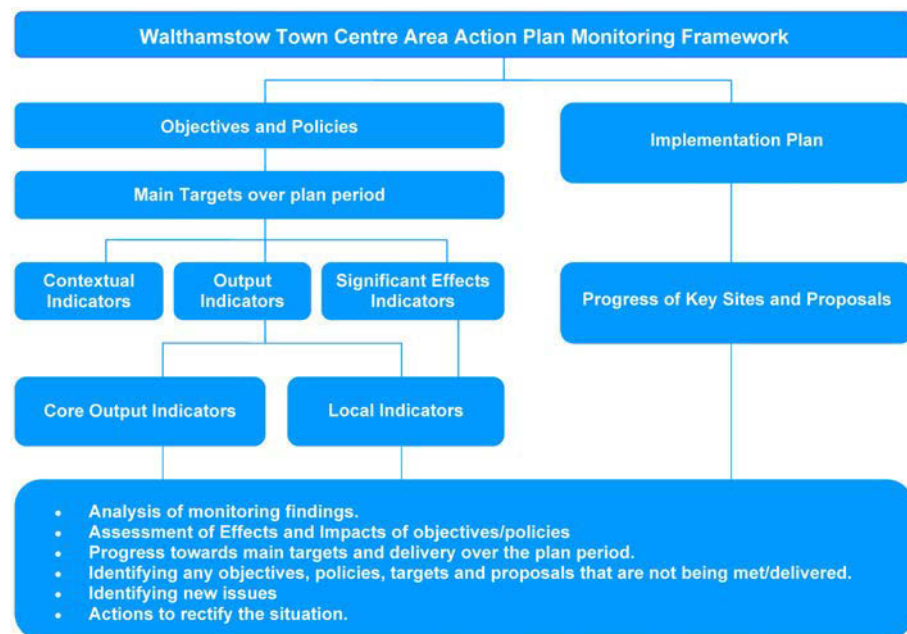 Walthamstow Town Centre Area Action Plan Monitoring Framework
Objectives and Policies
Implementation Plan
Main Targets over plan period
Contextual
Indicators
Output
Indicators
Significant Effects
Indicators
Progress of Key Sites and Proposals
Core Output Indicators
Local Indicators
• Analysis of monitoring findings.
• Assessment of Effects and Impacts of objectives/policies
• Progress towards main targets and delivery over the plan period.
• Identifying any objectives, policies, targets and proposals that are not being met/delivered.
• Identifying new issues
• Actions to rectify the situation.